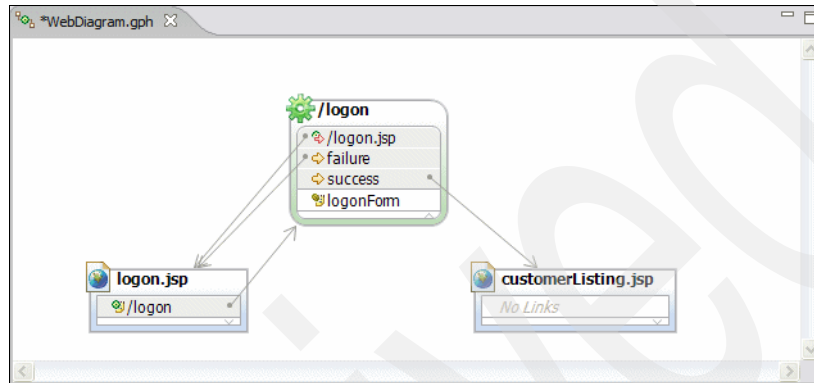 *WebDiagram.gph
/logon
/logon.jsp
failure
success
logonForm
logon.jsp
/logon
customerListing.jsp
No Links